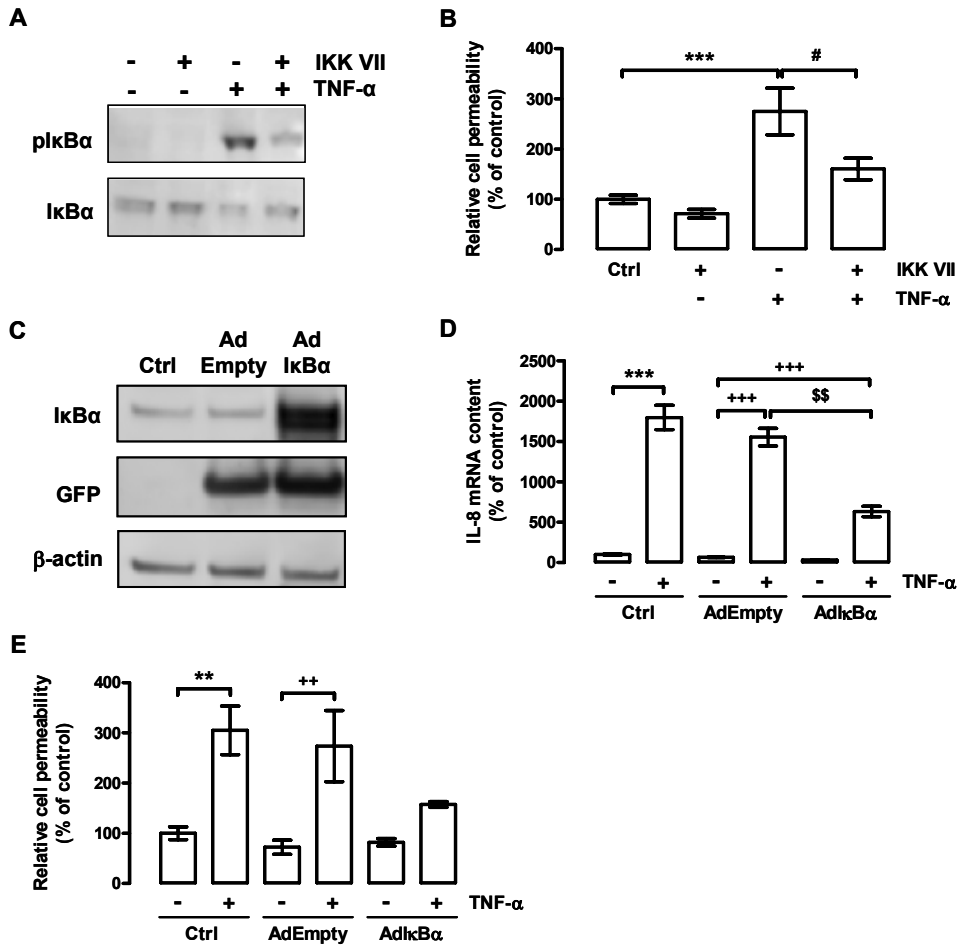 A
- + - + IKK VII
- - + + TNF-α
pIκBα
IκBα
B
Relative cell permeability
(% of control)
400
300
200
100
0
***
#
Ctrl + - + IKK VII
- + + TNF-α
C
Ctrl
Ad
Empty
Ad
IκBα
IκBα
GFP
β-actin
D
IL-8 mRNA content
(% of control)
2500
2000
1500
1000
500
0
***
+++
+++
$$
- + - + - + TNF-α
Ctrl AdEmpty AdIκBα
E
Relative cell permeability
(% of control)
400
300
200
100
0
**
++
- + - + - + TNF-α
Ctrl AdEmpty AdIκBα